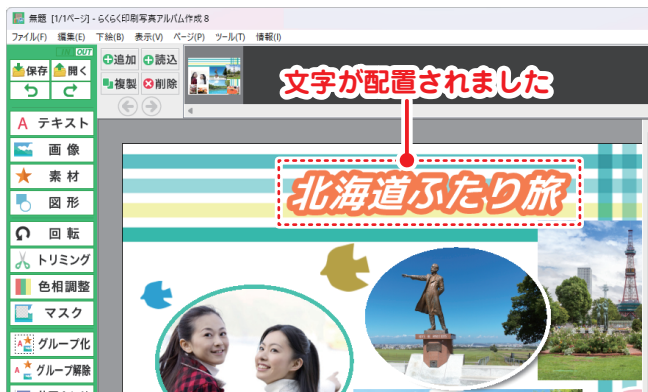 無題 [1/1ページ] - らくらく印刷写真アルバム作成 8
ファイル(F) 編集(E) 下絵(B) 表示(V) ページ(P) ツール(T) 情報(I)
IN OUT
保存 開く
追加 読込
複製 削除
文字が配置されました
テキスト
画像
素材
図形
回転
トリミング
色相調整
マスク
グループ化
グループ解除
北海道ふたり旅